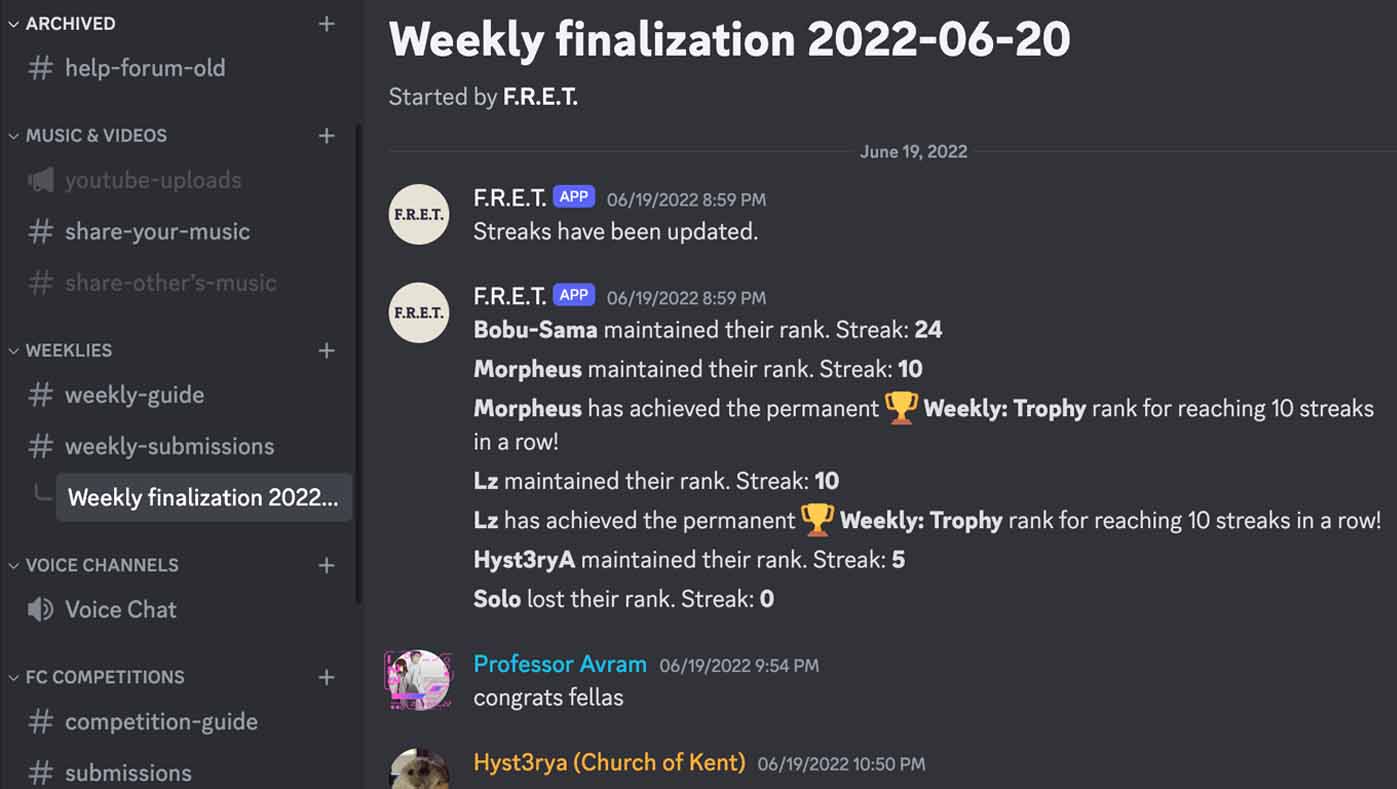 ARCHIVED
help-forum-old
MUSIC & VIDEOS
youtube-uploads
share-your-music
share-other's-music
WEEKLIES
weekly-guide
weekly-submissions
Weekly finalization 2022...
VOICE CHANNELS
Voice Chat
FC COMPETITIONS
competition-guide
submissions
Weekly finalization 2022-06-20
Started by F.R.E.T.
June 19, 2022
F.R.E.T.
F.R.E.T. APP 06/19/2022 8:59 PM
Streaks have been updated.
F.R.E.T.
F.R.E.T. APP 06/19/2022 8:59 PM
Bobu-Sama maintained their rank. Streak: 24
Morpheus maintained their rank. Streak: 10
Morpheus has achieved the permanent 🏆 Weekly: Trophy rank for reaching 10 streaks
in a row!
Lz maintained their rank. Streak: 10
Lz has achieved the permanent 🏆 Weekly: Trophy rank for reaching 10 streaks in a row!
Hyst3ryA maintained their rank. Streak: 5
Solo lost their rank. Streak: 0
Professor Avram 06/19/2022 9:54 PM
congrats fellas
Hyst3rya (Church of Kent) 06/19/2022 10:50 PM